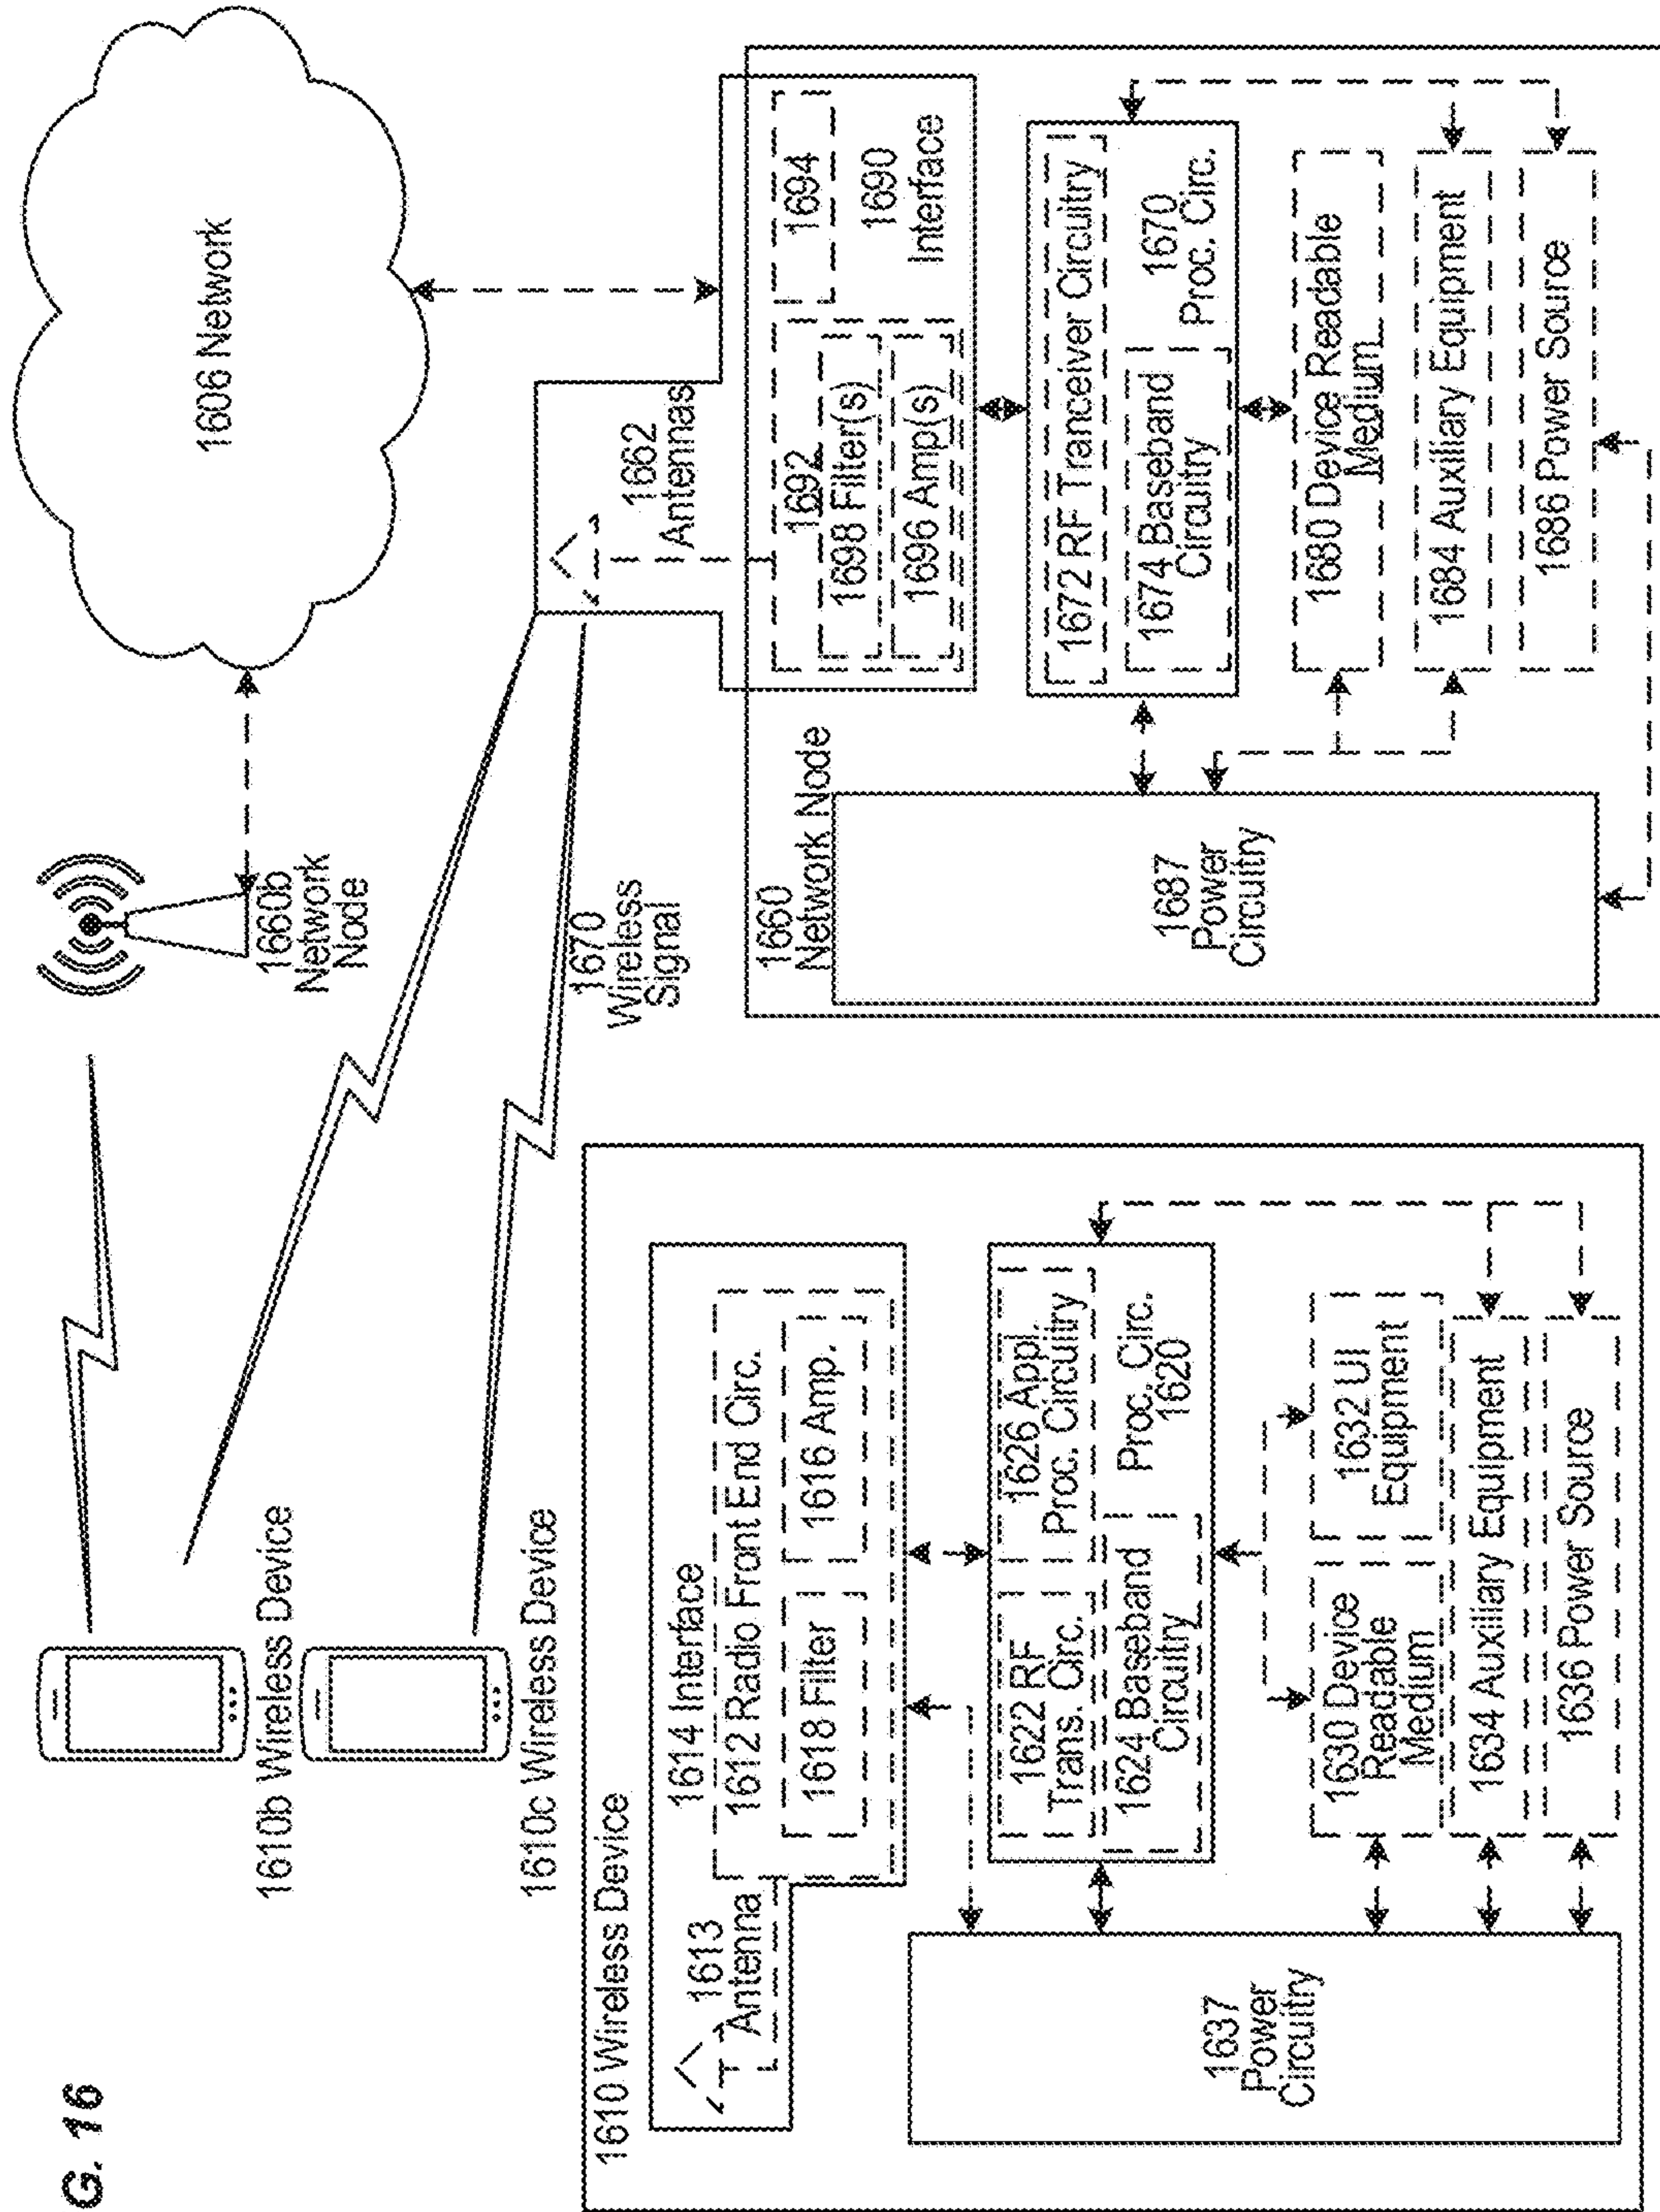 G. 16
1606 Network
1660b
Network
Node
1610b Wireless Device
1610c Wireless Device
1670
Wireless
Signal
1610 Wireless Device
1613
Antenna
1614 Interface
1612 Radio Front End Circ.
1618 Filter
1616 Amp.
1622 RF
Trans. Circ.
1626 Appl.
Proc. Circuitry
1624 Baseband
Circuitry
Proc. Circ.
1620
1630 Device
Readable
Medium
1632 UI
Equipment
1634 Auxiliary Equipment
1636 Power Source
1637
Power
Circuitry
1660
Network Node
1662
Antennas
1692
1698 Filter(s)
1696 Amp(s)
1694
1690
Interface
1672 RF Tranceiver Circuitry
1674 Baseband
Circuitry
1670
Proc. Circ.
1680 Device Readable
Medium
1684 Auxiliary Equipment
1686 Power Source
1687
Power
Circuitry